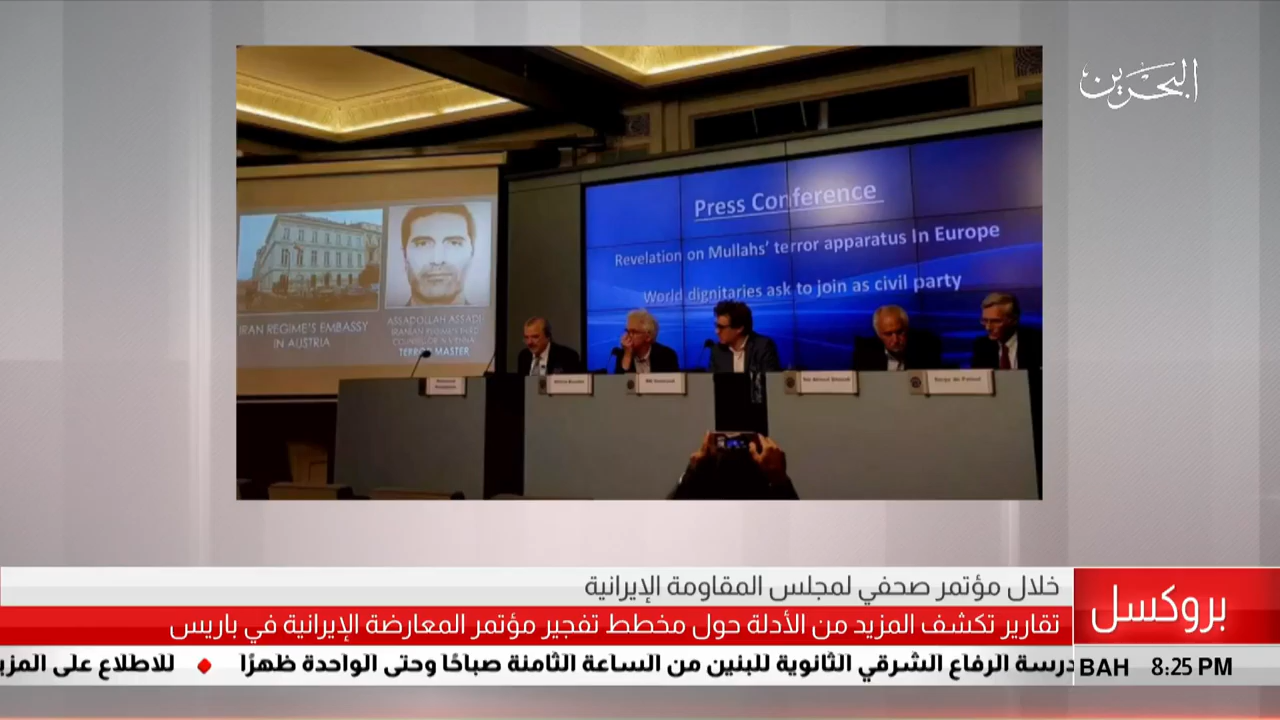 البحرين
Press Conference
Revelation on Mullahs' terror apparatus In Europe
World dignitaries ask to join as civil party
IRAN REGIME'S EMBASSY
IN AUSTRIA
ASSADOLLAH ASSADI
TERROR MASTER
خلال مؤتمر صحفي لمجلس المقاومة الإيرانية
بروكسل
تقارير تكشف المزيد من الأدلة حول مخطط تفجير مؤتمر المعارضة الإيرانية في باريس
درسة الرفاع الشرقي الثانوية للبنين من الساعة الثامنة صباحًا وحتى الواحدة ظهرًا ♦ للاطلاع على المزي
BAH 8:25 PM